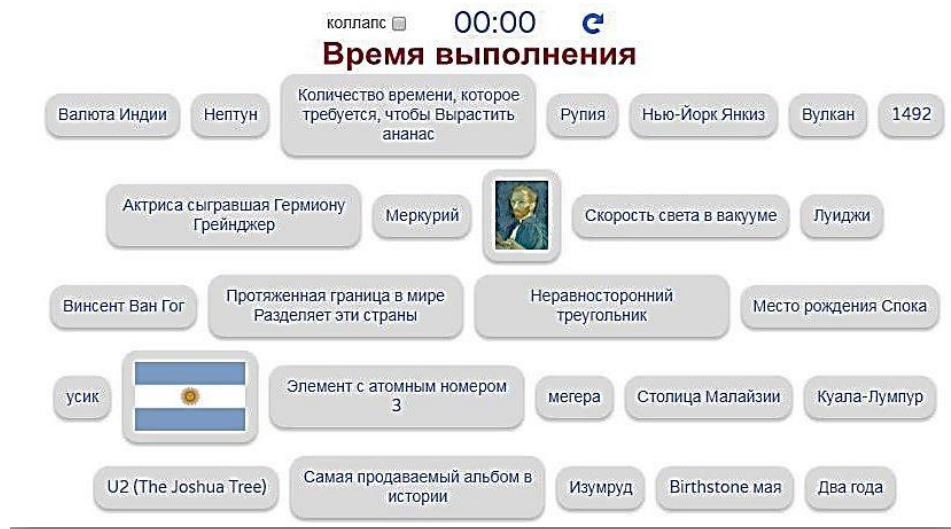 коллапс 00:00
Время выполнения
Валюта Индии
Нептун
Количество времени, которое
требуется, чтобы Вырастить
ананас
Рупия
Нью-Йорк Янкиз
Вулкан
1492
Актриса сыгравшая Гермиону
Грейнджер
Меркурий
Скорость света в вакууме
Луиджи
Винсент Ван Гог
Протяженная граница в мире
Разделяет эти страны
Неравносторонний
треугольник
Место рождения Спока
усик
Элемент с атомным номером
3
мегера
Столица Малайзии
Куала-Лумпур
U2 (The Joshua Tree)
Самая продаваемый альбом в
истории
Изумруд
Birthstone мая
Два года